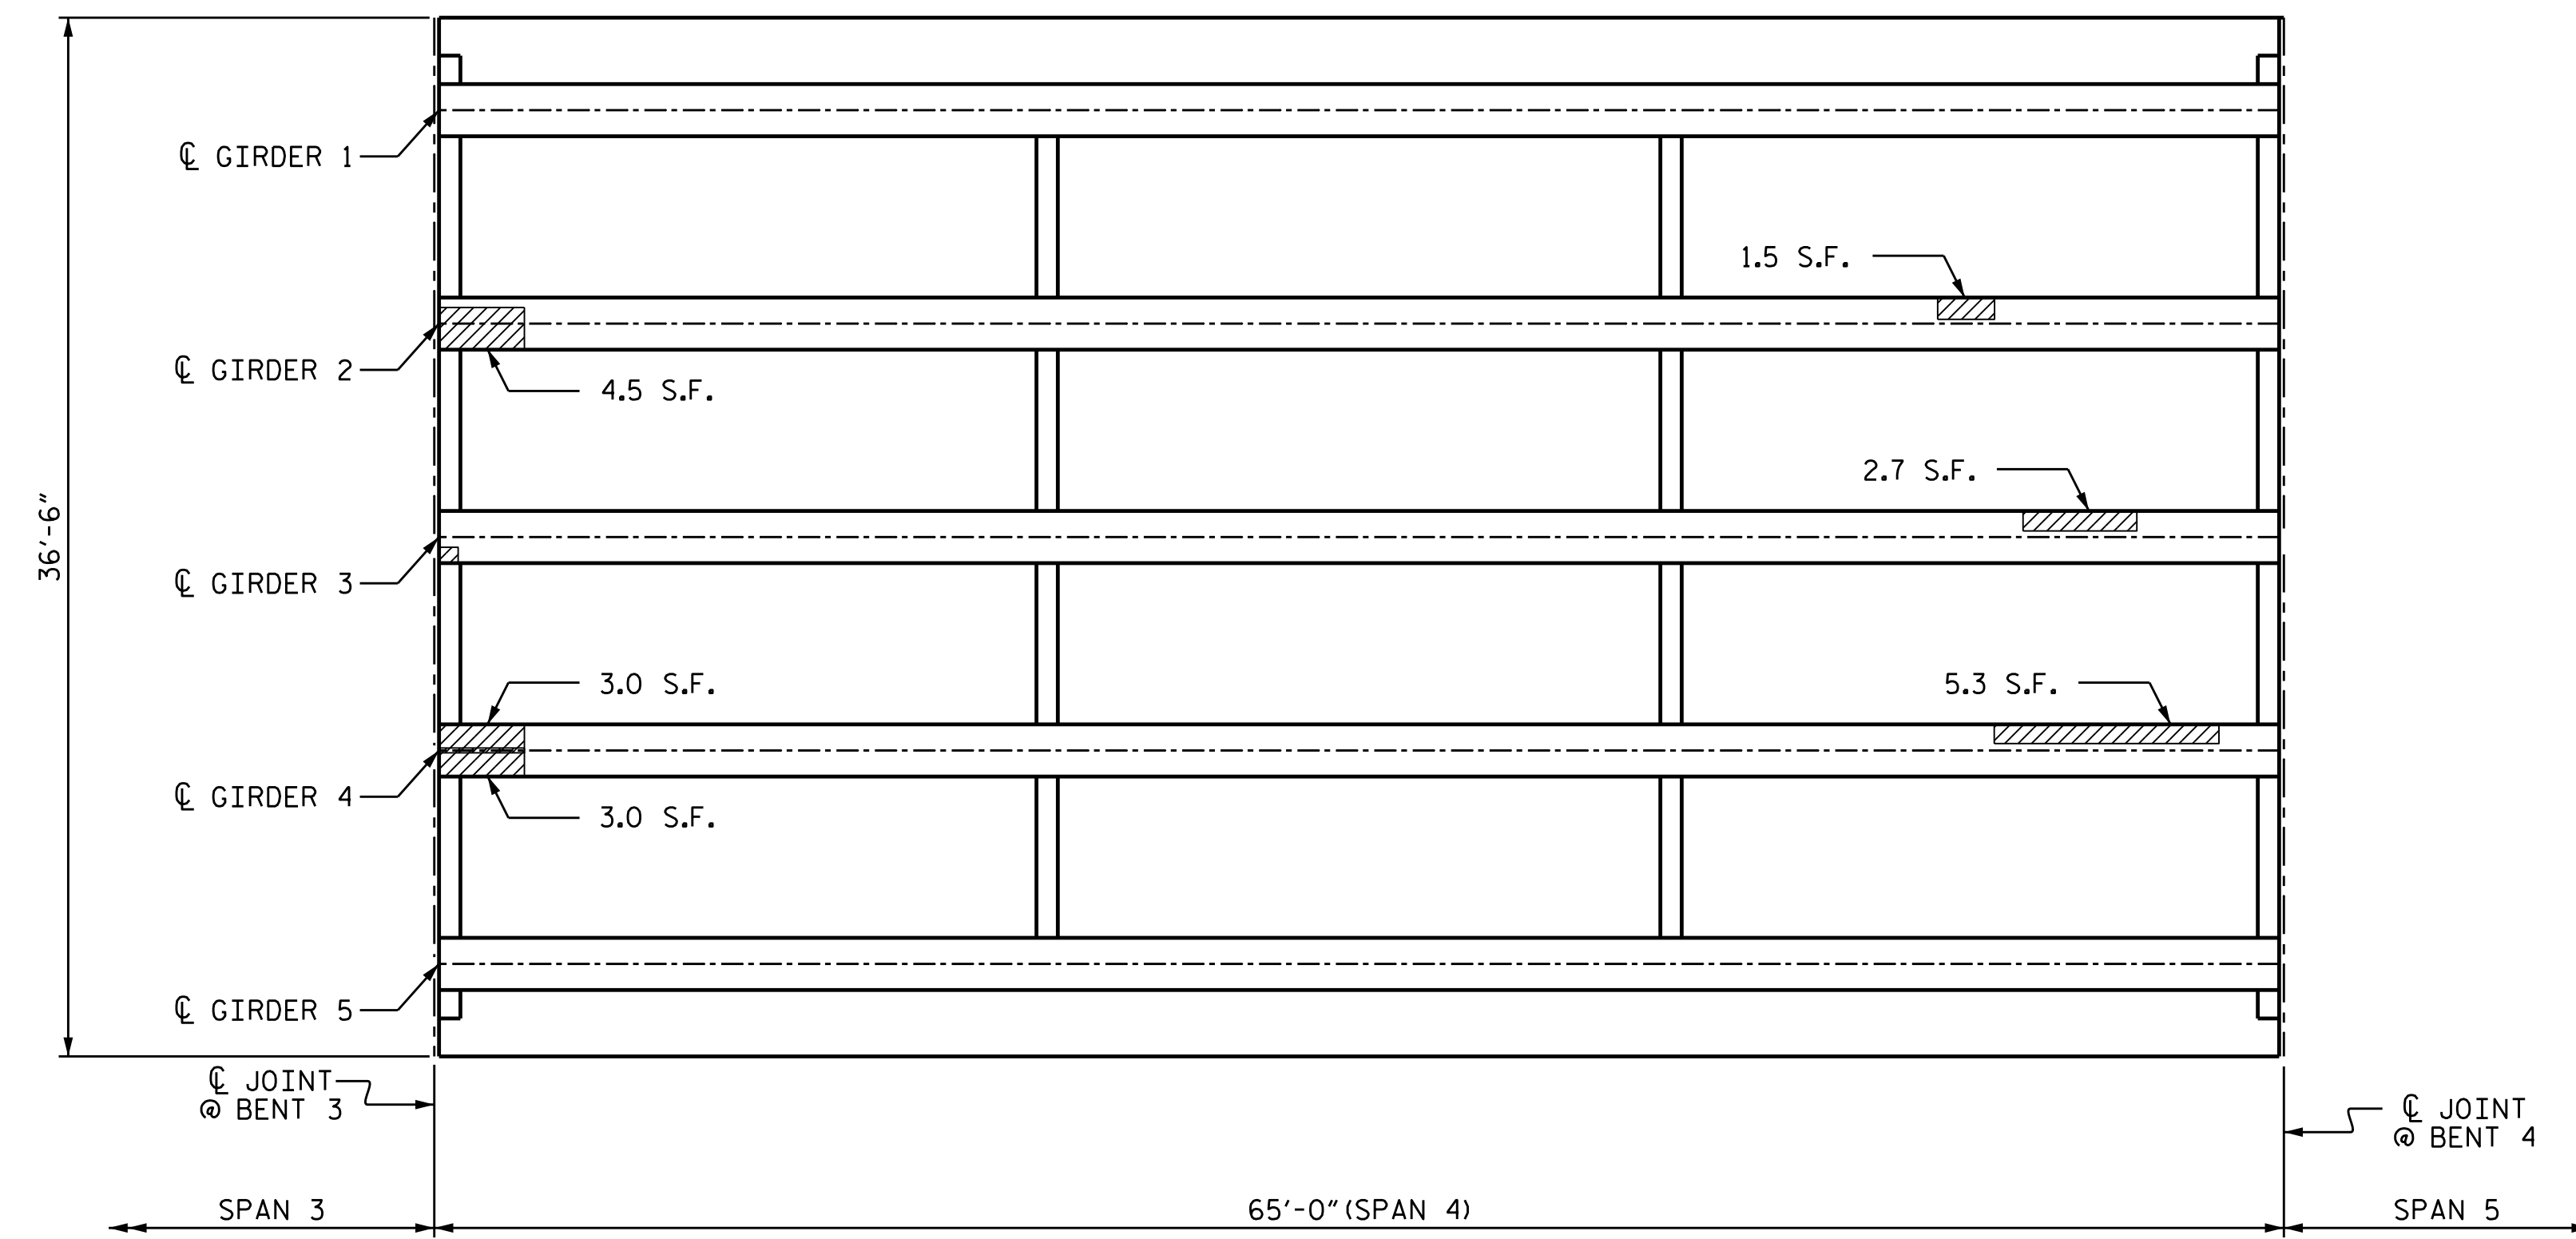 ℄ GIRDER 1
1.5 S.F.
℄ GIRDER 2
4.5 S.F.
2.7 S.F.
36'-6"
℄ GIRDER 3
3.0 S.F.
5.3 S.F.
℄ GIRDER 4
3.0 S.F.
℄ GIRDER 5
℄ JOINT
@ BENT 3
℄ JOINT
@ BENT 4
SPAN 3
65'-0" (SPAN 4)
SPAN 5